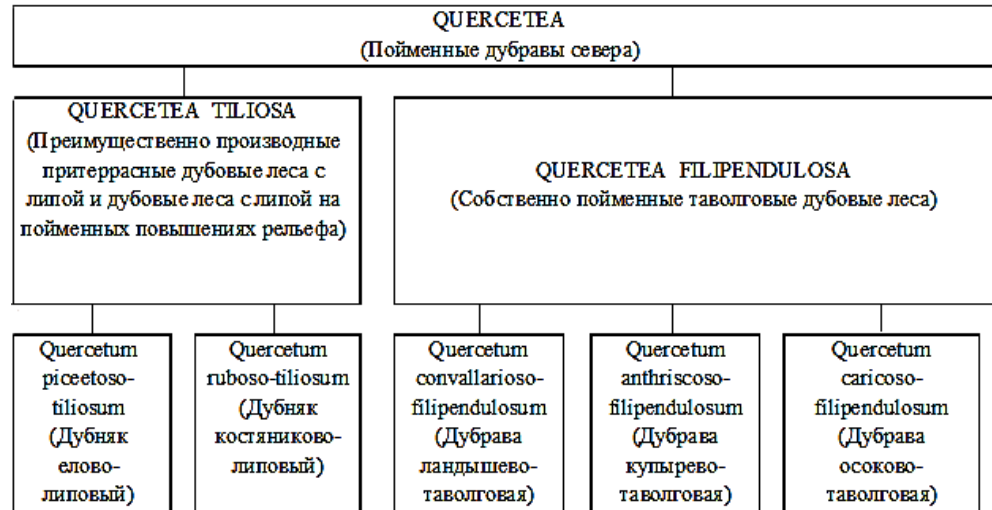 QUERCETEA
(Пойменные дубравы севера)
QUERCETEA TILIOSA
(Преимущественно производные
притеррасные дубовые леса с
липой и дубовые леса с липой на
пойменных повышениях рельефа)
QUERCETEA FILIPENDULOSA
(Собственно пойменные таволговые дубовые леса)
Quercetum
piceetoso-
tiliosum
(Дубняк
елово-
липовый)
Quercetum
ruboso-tiliosum
(Дубняк
костяниково-
липовый)
Quercetum
convallarioso-
filipendulosum
(Дубрава
ландышево-
таволговая)
Quercetum
anthriscoso-
filipendulosum
(Дубрава
купырево-
таволговая)
Quercetum
caricoso-
filipendulosum
(Дубрава
осоково-
таволговая)